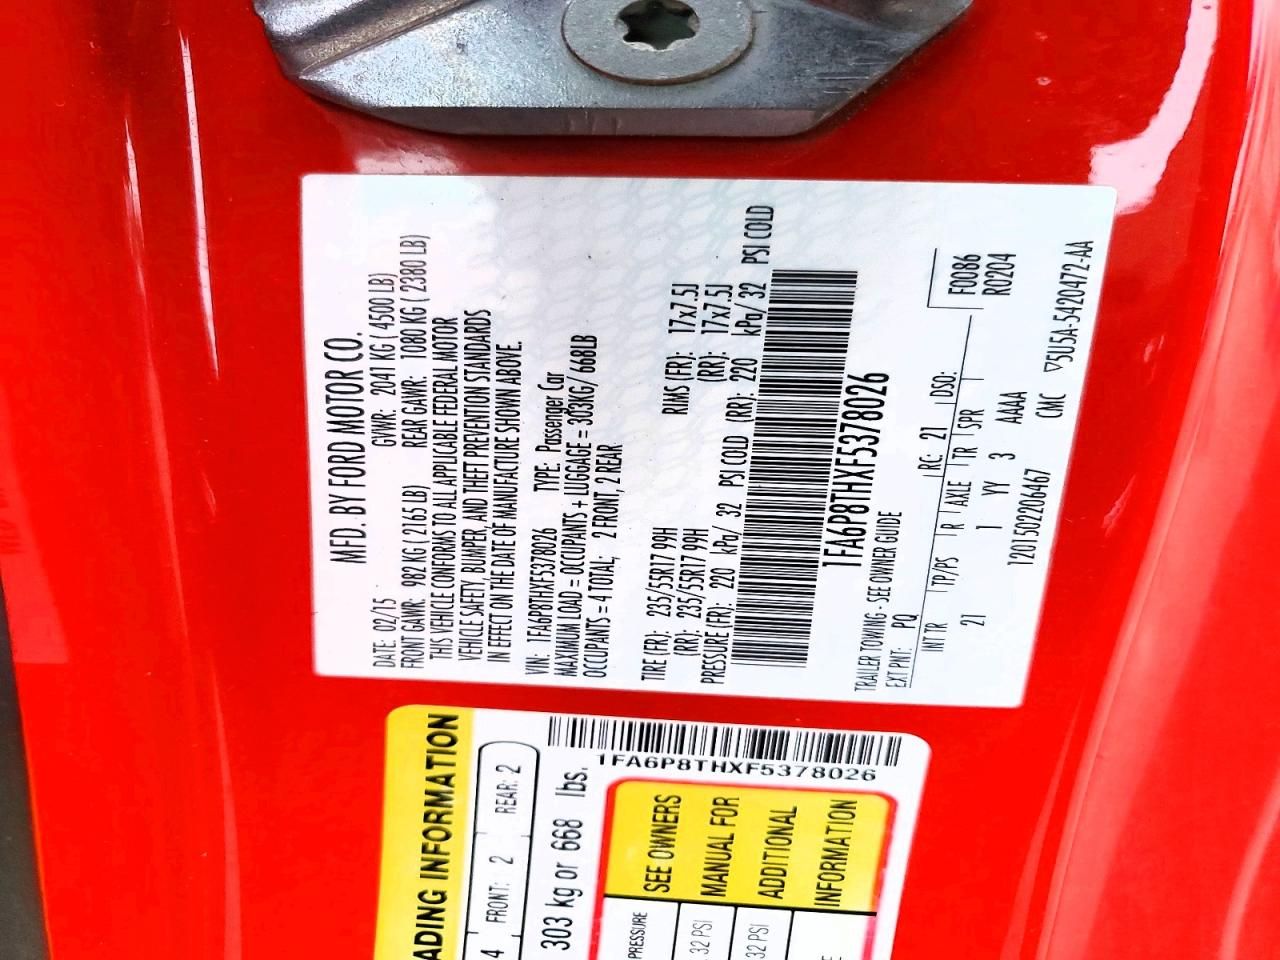 MFD. BY FORD MOTOR CO.
DATE: 02/15 GVWR: 2041 KG ( 4500 LB)
FRONT GAWR: 982 KG ( 2165 LB) REAR GAWR: 1080 KG ( 2380 LB)
THIS VEHICLE CONFORMS TO ALL APPLICABLE FEDERAL MOTOR
VEHICLE SAFETY, BUMPER, AND THEFT PREVENTION STANDARDS
IN EFFECT ON THE DATE OF MANUFACTURE SHOWN ABOVE.
VIN: 1FA6P8THXF5378026 TYPE: Passenger Car
MAXIMUM LOAD = OCCUPANTS + LUGGAGE = 303KG/ 668LB
OCCUPANTS = 4 TOTAL; 2 FRONT, 2 REAR
TIRE (FR): 235/55R17 99H RIMS (FR): 17x7.5J
(RR): 235/55R17 99H (RR): 17x7.5J
PRESSURE (FR): 220 kPa/ 32 PSI COLD (RR): 220 kPa/ 32 PSI COLD
1FA6P8THXF5378026
TRAILER TOWING - SEE OWNER GUIDE
EXT PNT: PQ RC: 21 DSO: F0086
R0204
INT TR TP/PS R AXLE TR SPR
21 1 YY 3 AAAA
1201502206467 CMC ▽5U5A-5420472-AA
ADING INFORMATION
4 FRONT: 2 REAR: 2
303 kg or 668 lbs.
1FA6P8THXF5378026
PRESSURE SEE OWNERS
32 PSI MANUAL FOR
32 PSI ADDITIONAL
INFORMATION